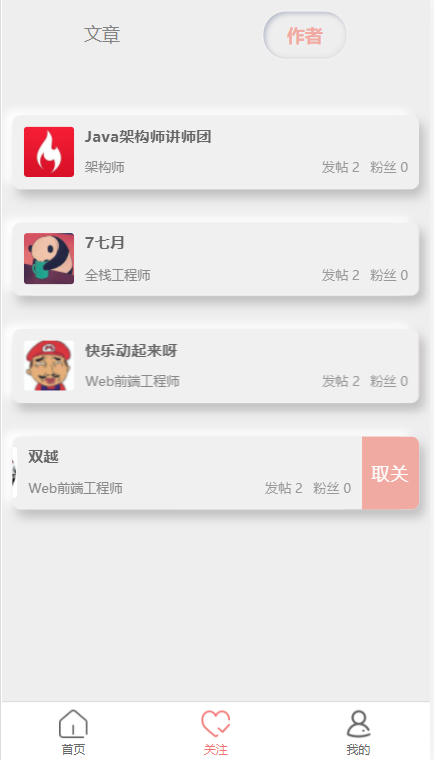 文章 作者
Java架构师讲师团
架构师 发帖 2 粉丝 0
7七月
全栈工程师 发帖 2 粉丝 0
快乐动起来呀
Web前端工程师 发帖 2 粉丝 0
双越
Web前端工程师 发帖 2 粉丝 0
取关
首页 关注 我的